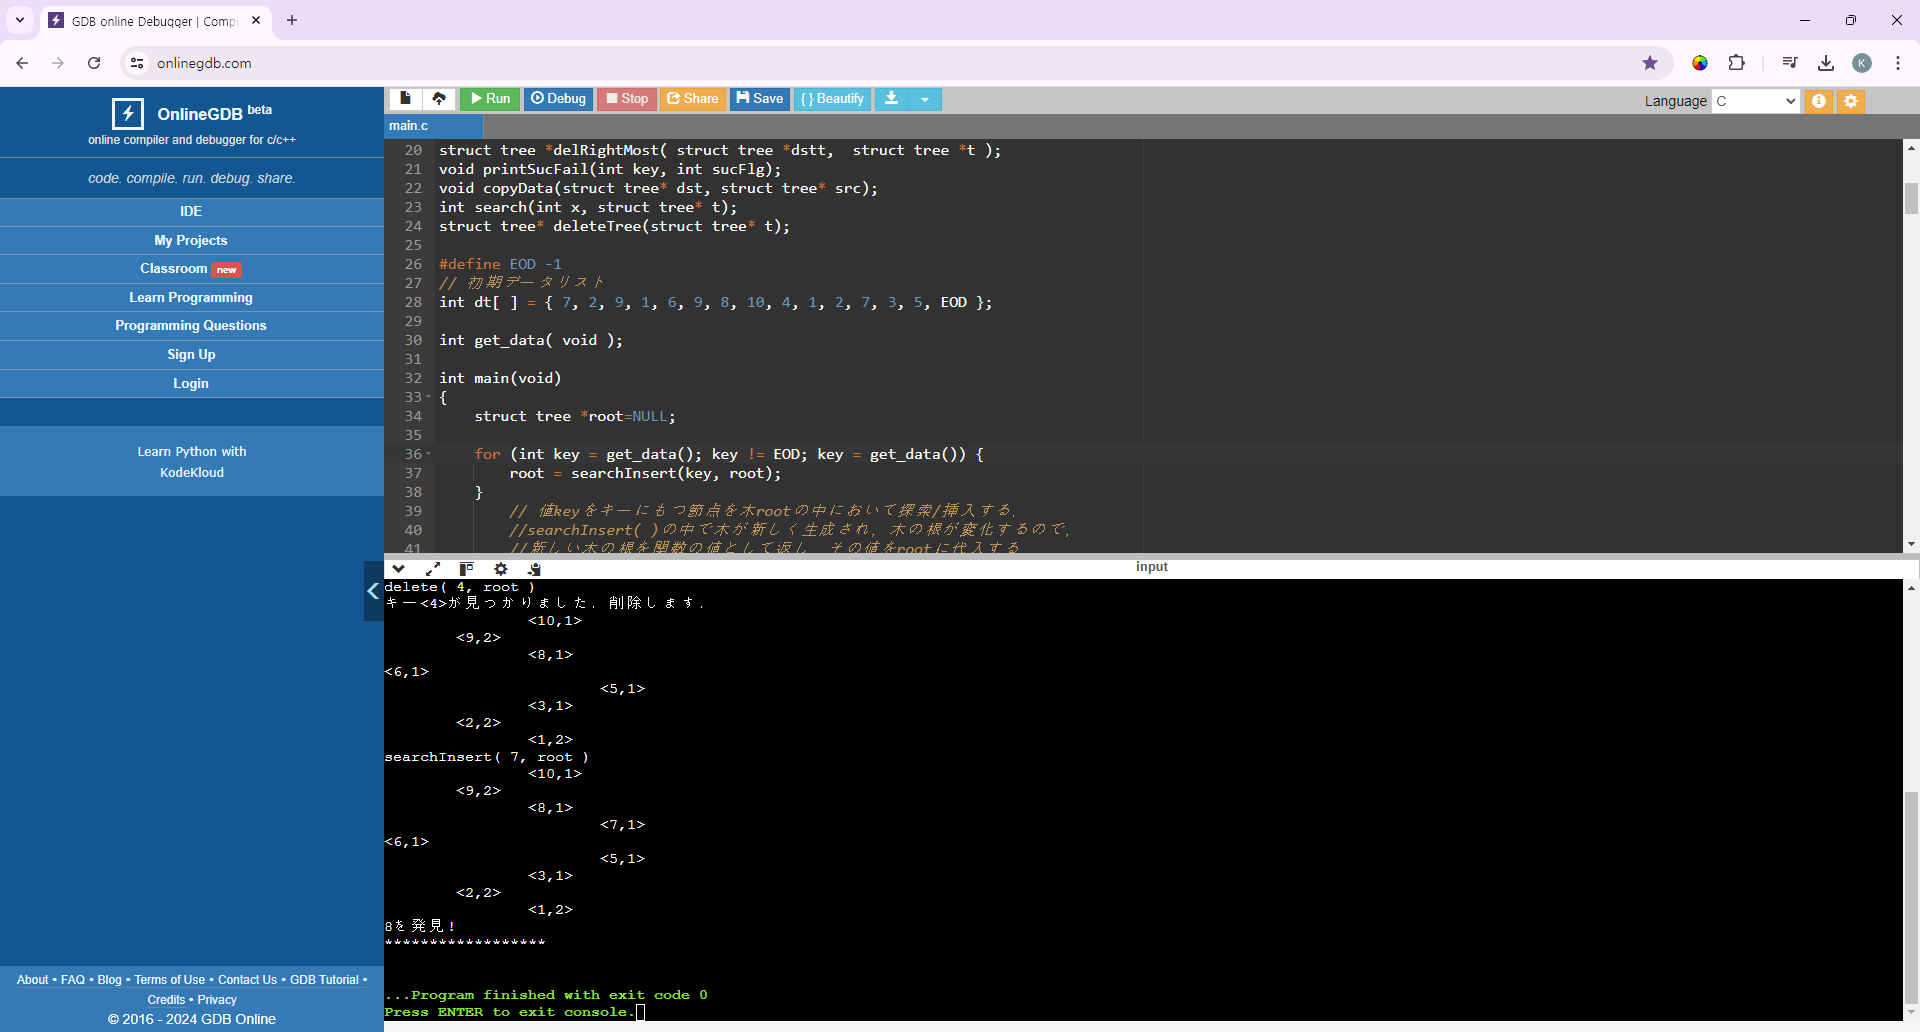 GDB online Debugger | Comp
onlinegdb.com
K
OnlineGDB beta
online compiler and debugger for c/c++
code. compile. run. debug. share.
IDE
My Projects
Classroom new
Learn Programming
Programming Questions
Sign Up
Login
Learn Python with
KodeKloud
About • FAQ • Blog • Terms of Use • Contact Us • GDB Tutorial •
Credits • Privacy
© 2016 - 2024 GDB Online
Run Debug Stop Share Save { } Beautify
Language C
main.c
20 struct tree *delRightMost( struct tree *dstt,  struct tree *t );
21 void printSucFail(int key, int sucFlg);
22 void copyData(struct tree* dst, struct tree* src);
23 int search(int x, struct tree* t);
24 struct tree* deleteTree(struct tree* t);
25
26 #define EOD -1
27 // 初期データリスト
28 int dt[ ] = { 7, 2, 9, 1, 6, 9, 8, 10, 4, 1, 2, 7, 3, 5, EOD };
29
30 int get_data( void );
31
32 int main(void)
33 {
34     struct tree *root=NULL;
35
36     for (int key = get_data(); key != EOD; key = get_data()) {
37         root = searchInsert(key, root);
38     }
39         // 値keyをキーにもつ節点を木rootの中において探索/挿入する．
40         //searchInsert( )の中で木が新しく生成され，木の根が変化するので，
41         //新しい木の根を関数の値として返し，その値をrootに代入する
input
delete( 4, root )
キー<4>が見つかりました．削除します．
<10,1>
<9,2>
<8,1>
<6,1>
<5,1>
<3,1>
<2,2>
<1,2>
searchInsert( 7, root )
<10,1>
<9,2>
<8,1>
<7,1>
<6,1>
<5,1>
<3,1>
<2,2>
<1,2>
8を発見！
******************
...Program finished with exit code 0
Press ENTER to exit console.